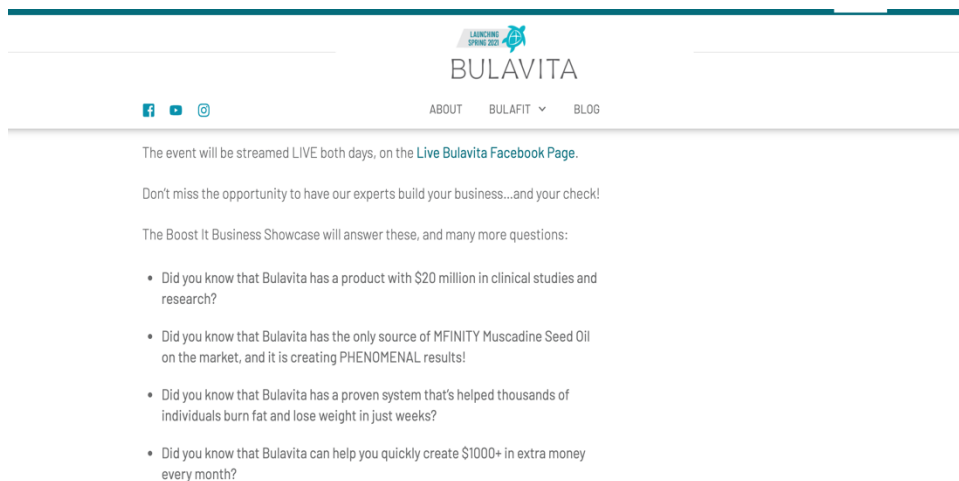 LAUNCHING
SPRING 2021
BULAVITA
ABOUT BULAFIT BLOG
The event will be streamed LIVE both days, on the Live Bulavita Facebook Page.
Don't miss the opportunity to have our experts build your business...and your check!
The Boost It Business Showcase will answer these, and many more questions:
• Did you know that Bulavita has a product with $20 million in clinical studies and
research?
• Did you know that Bulavita has the only source of MFINITY Muscadine Seed Oil
on the market, and it is creating PHENOMENAL results!
• Did you know that Bulavita has a proven system that's helped thousands of
individuals burn fat and lose weight in just weeks?
• Did you know that Bulavita can help you quickly create $1000+ in extra money
every month?